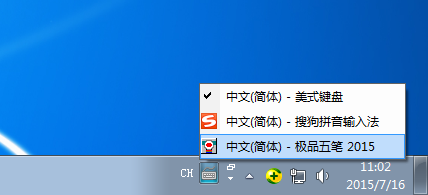 中文(简体) - 美式键盘
中文(简体) - 搜狗拼音输入法
中文(简体) - 极品五笔 2015
CH
11:02
2015/7/16